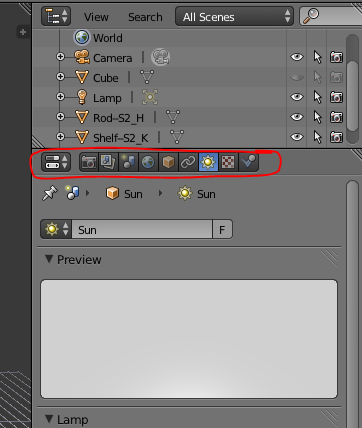 View Search All Scenes
World
Camera
Cube
Lamp
Rod-S2_H
Shelf-S2_K
Sun Sun
Sun F
Preview
Lamp